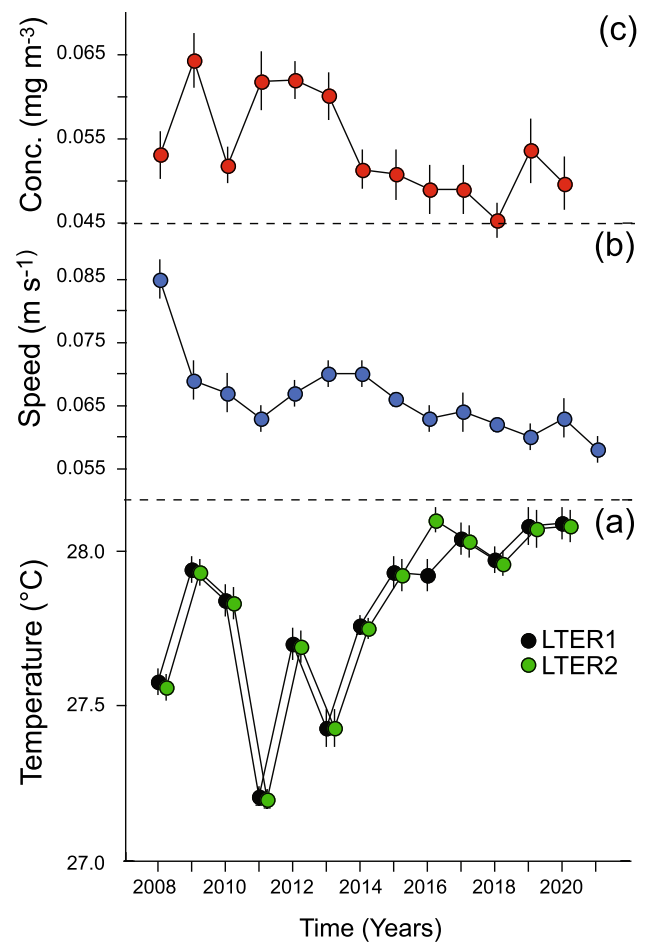 (c)
Conc. (mg m-3)
0.065
0.055
0.045
(b)
Speed (m s-1)
0.085
0.075
0.065
0.055
(a)
Temperature (°C)
28.0
27.5
27.0
LTER1
LTER2
2008 2010 2012 2014 2016 2018 2020
Time (Years)